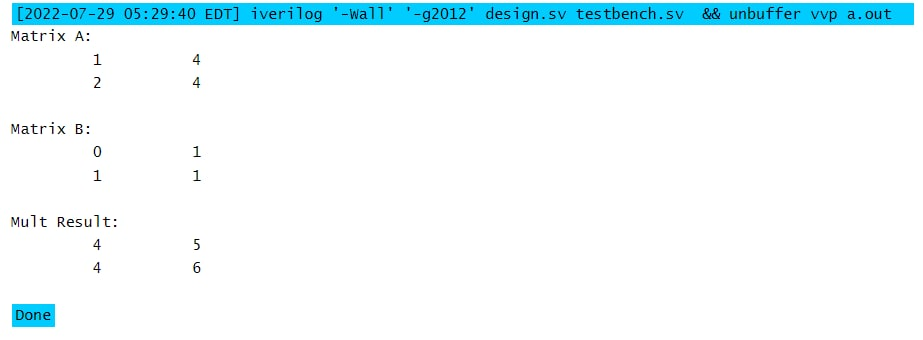 [2022-07-29 05:29:40 EDT] iverilog '-Wall' '-g2012' design.sv testbench.sv  && unbuffer vvp a.out
Matrix A:
1 4
2 4
Matrix B:
0 1
1 1
Mult Result:
4 5
4 6
Done